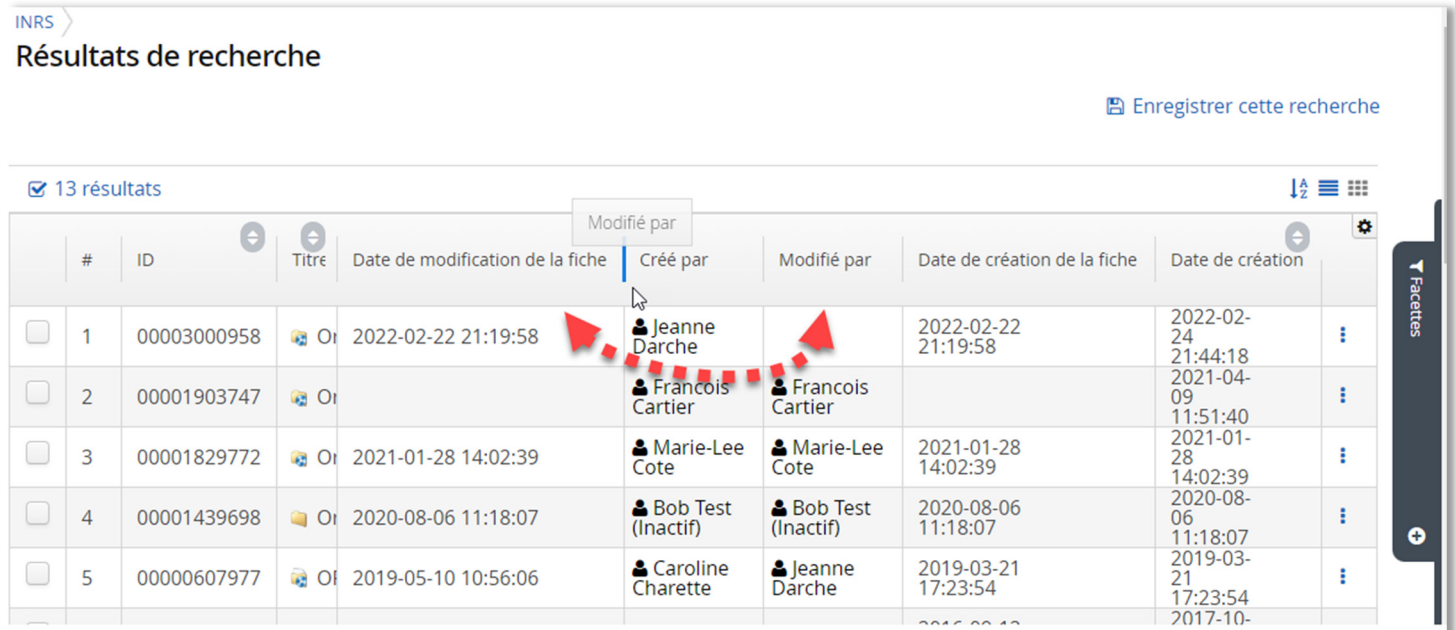 INRS
Résultats de recherche
Enregistrer cette recherche
13 résultats
Modifié par
# ID Titre Date de modification de la fiche Créé par Modifié par Date de création de la fiche Date de création
1 00003000958 Or 2022-02-22 21:19:58 Jeanne Darche 2022-02-22 21:19:58 2022-02-24 21:44:18
2 00001903747 Or Francois Cartier Francois Cartier 2021-04-09 11:51:40
3 00001829772 Or 2021-01-28 14:02:39 Marie-Lee Cote Marie-Lee Cote 2021-01-28 14:02:39 2021-01-28 14:02:39
4 00001439698 Or 2020-08-06 11:18:07 Bob Test (Inactif) Bob Test (Inactif) 2020-08-06 11:18:07 2020-08-06 11:18:07
5 00000607977 2019-05-10 10:56:06 Caroline Charette Jeanne Darche 2019-03-21 17:23:54 2019-03-21 17:23:54
2017-10-
Facettes